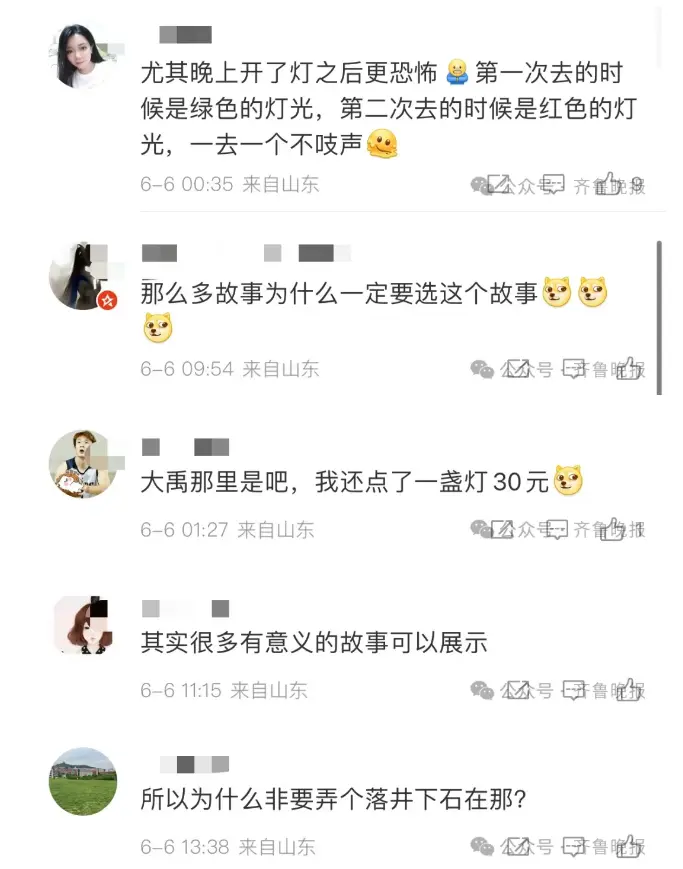 尤其晚上开了灯之后更恐怖 第一次去的时
候是绿色的灯光，第二次去的时候是红色的灯
光，一去一个不吱声
6-6 00:35 来自山东 公众号 · 齐鲁晚报 9
那么多故事为什么一定要选这个故事
6-6 09:54 来自山东 公众号 · 齐鲁晚报
大禹那里是吧，我还点了一盏灯30元
6-6 01:27 来自山东 公众号 · 齐鲁晚报 1
其实很多有意义的故事可以展示
6-6 11:15 来自山东 公众号 · 齐鲁晚报
所以为什么非要弄个落井下石在那?
6-6 13:38 来自山东 公众号 · 齐鲁晚报